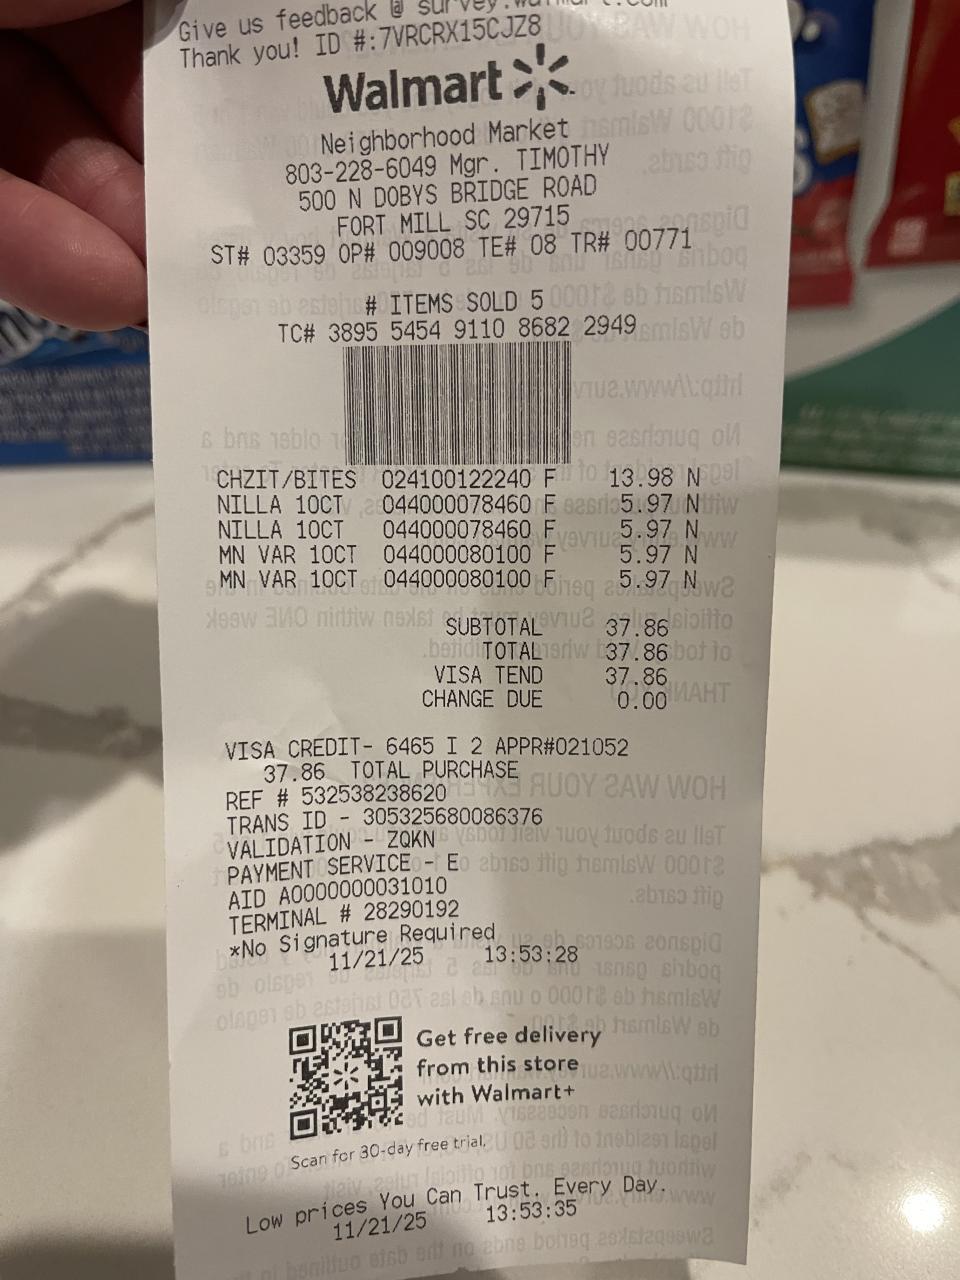 Give us feedback @ survey.walmart.com
Thank you! ID #:7VRCRX15CJZ8
Walmart
Neighborhood Market
803-228-6049 Mgr. TIMOTHY
500 N DOBYS BRIDGE ROAD
FORT MILL SC 29715
ST# 03359 OP# 009008 TE# 08 TR# 00771
# ITEMS SOLD 5
TC# 3895 5454 9110 8682 2949
CHZIT/BITES 024100122240 F 13.98 N
NILLA 10CT 044000078460 F 5.97 N
NILLA 10CT 044000078460 F 5.97 N
MN VAR 10CT 044000080100 F 5.97 N
MN VAR 10CT 044000080100 F 5.97 N
SUBTOTAL 37.86
TOTAL 37.86
VISA TEND 37.86
CHANGE DUE 0.00
VISA CREDIT- 6465 I 2 APPR#021052
37.86 TOTAL PURCHASE
REF # 532538238620
TRANS ID - 305325680086376
VALIDATION - ZQKN
PAYMENT SERVICE - E
AID A0000000031010
TERMINAL # 28290192
*No Signature Required
11/21/25 13:53:28
Get free delivery
from this store
with Walmart+
Scan for 30-day free trial.
Low prices You Can Trust. Every Day.
11/21/25 13:53:35